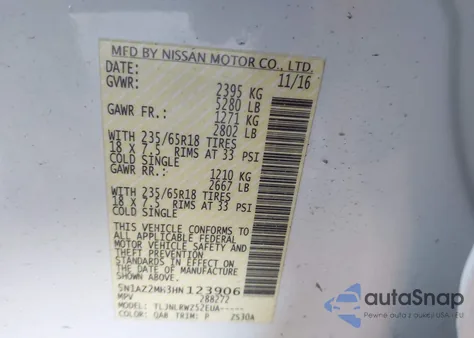 MFD BY NISSAN MOTOR CO., LTD.
DATE: 11/16
GVWR: 2395 KG
5280 LB
GAWR FR.: 1271 KG
2802 LB
WITH 235/65R18 TIRES
18 X 7.5 RIMS AT 33 PSI
COLD SINGLE
GAWR RR.: 1210 KG
2667 LB
WITH 235/65R18 TIRES
18 X 7.5 RIMS AT 33 PSI
COLD SINGLE
THIS VEHICLE CONFORMS TO
ALL APPLICABLE FEDERAL
MOTOR VEHICLE SAFETY AND
THEFT PREVENTION
STANDARDS IN EFFECT ON
THE DATE OF MANUFACTURE
SHOWN ABOVE.
5N1AZ2MH3HN123906
MPV 288272
TLJNLRWZ52EUA-----
COLOR: QAB TRIM: P 2530A
autoSnap
Pewne auto z aukcji USA i